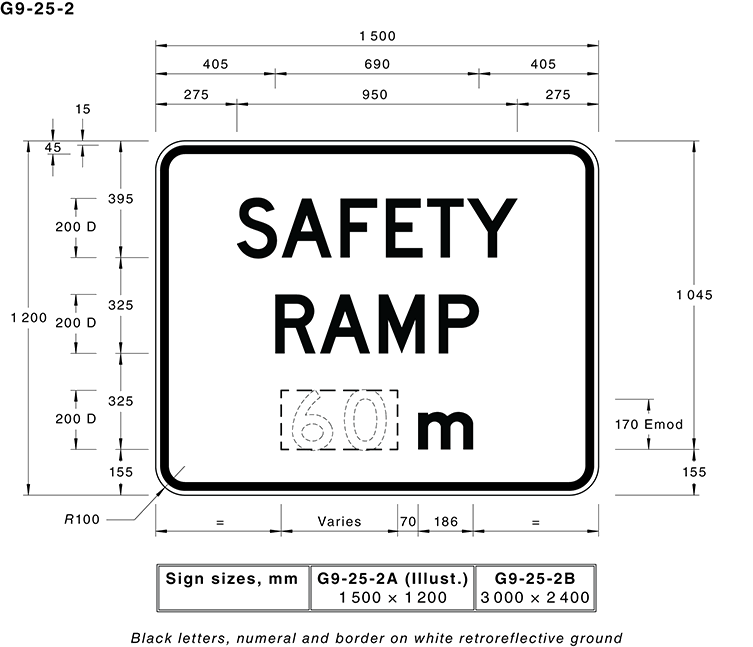 G9-25-2
1 500
405 690 405
275 950 275
15
45
395
200 D
SAFETY
1 045
325
1 200
200 D
RAMP
325
200 D
60 m
170 Emod
155
155
R100
= Varies 70 186 =
Sign sizes, mm G9-25-2A (Illust.) G9-25-2B
1 500 × 1 200 3 000 × 2 400
Black letters, numeral and border on white retroreflective ground